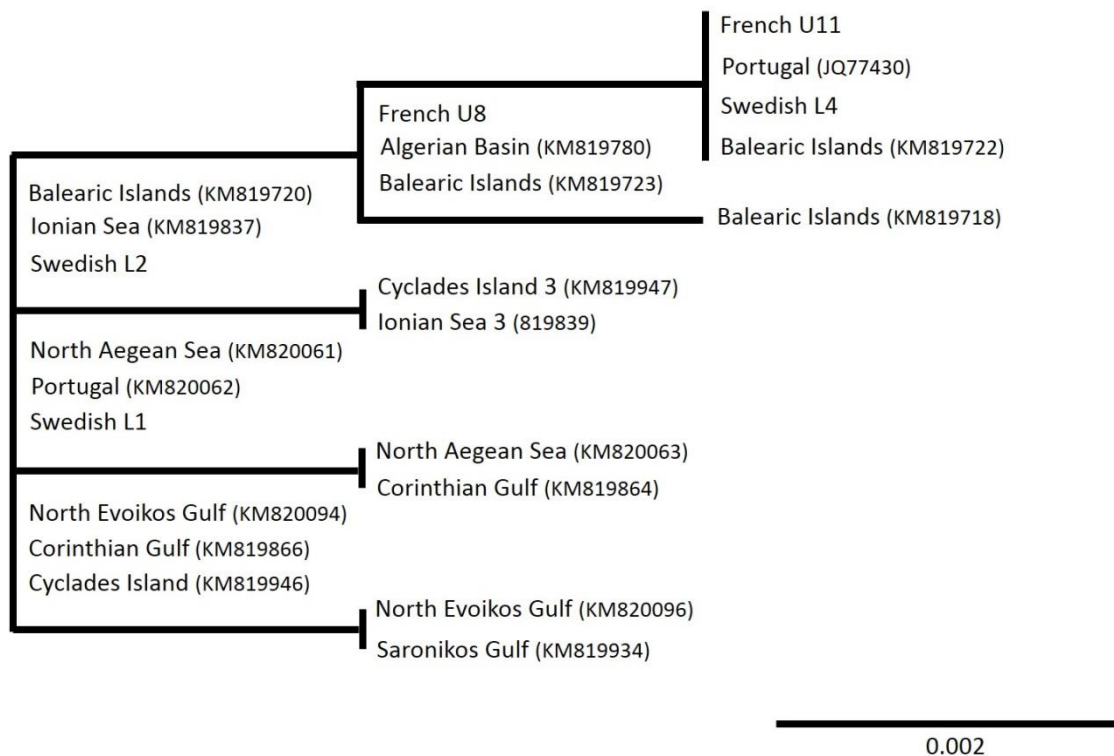 French U11
Portugal (JQ77430)
Swedish L4
Balearic Islands (KM819722)
French U8
Algerian Basin (KM819780)
Balearic Islands (KM819723)
Balearic Islands (KM819718)
Balearic Islands (KM819720)
Ionian Sea (KM819837)
Swedish L2
Cyclades Island 3 (KM819947)
Ionian Sea 3 (819839)
North Aegean Sea (KM820061)
Portugal (KM820062)
Swedish L1
North Aegean Sea (KM820063)
Corinthian Gulf (KM819864)
North Evoikos Gulf (KM820094)
Corinthian Gulf (KM819866)
Cyclades Island (KM819946)
North Evoikos Gulf (KM820096)
Saronikos Gulf (KM819934)
0.002